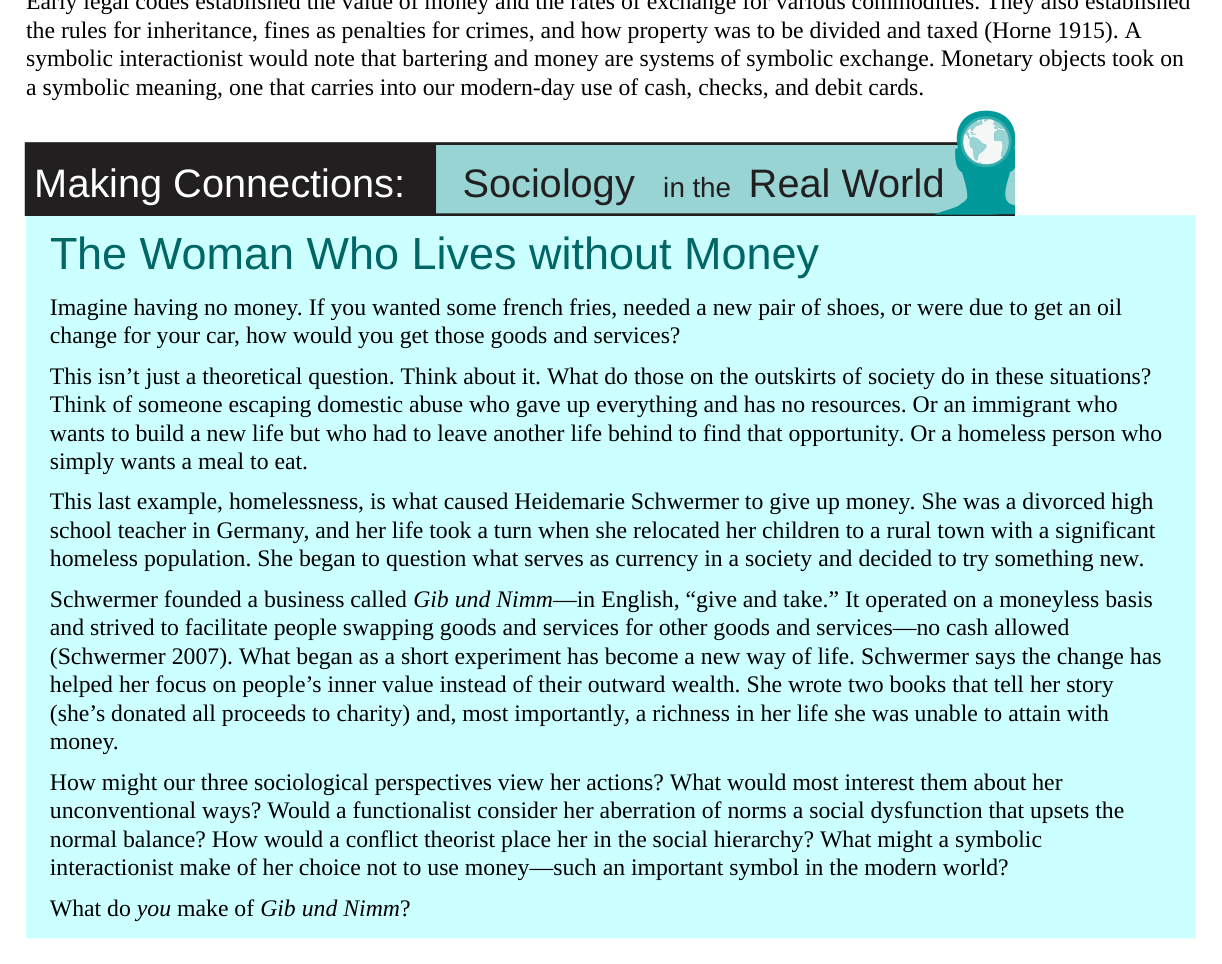 Early legal codes established the value of money and the rates of exchange for various commodities. They also established
the rules for inheritance, fines as penalties for crimes, and how property was to be divided and taxed (Horne 1915). A
symbolic interactionist would note that bartering and money are systems of symbolic exchange. Monetary objects took on
a symbolic meaning, one that carries into our modern-day use of cash, checks, and debit cards.
Making Connections: Sociology in the Real World
The Woman Who Lives without Money
Imagine having no money. If you wanted some french fries, needed a new pair of shoes, or were due to get an oil
change for your car, how would you get those goods and services?
This isn’t just a theoretical question. Think about it. What do those on the outskirts of society do in these situations?
Think of someone escaping domestic abuse who gave up everything and has no resources. Or an immigrant who
wants to build a new life but who had to leave another life behind to find that opportunity. Or a homeless person who
simply wants a meal to eat.
This last example, homelessness, is what caused Heidemarie Schwermer to give up money. She was a divorced high
school teacher in Germany, and her life took a turn when she relocated her children to a rural town with a significant
homeless population. She began to question what serves as currency in a society and decided to try something new.
Schwermer founded a business called Gib und Nimm—in English, “give and take.” It operated on a moneyless basis
and strived to facilitate people swapping goods and services for other goods and services—no cash allowed
(Schwermer 2007). What began as a short experiment has become a new way of life. Schwermer says the change has
helped her focus on people’s inner value instead of their outward wealth. She wrote two books that tell her story
(she’s donated all proceeds to charity) and, most importantly, a richness in her life she was unable to attain with
money.
How might our three sociological perspectives view her actions? What would most interest them about her
unconventional ways? Would a functionalist consider her aberration of norms a social dysfunction that upsets the
normal balance? How would a conflict theorist place her in the social hierarchy? What might a symbolic
interactionist make of her choice not to use money—such an important symbol in the modern world?
What do you make of Gib und Nimm?